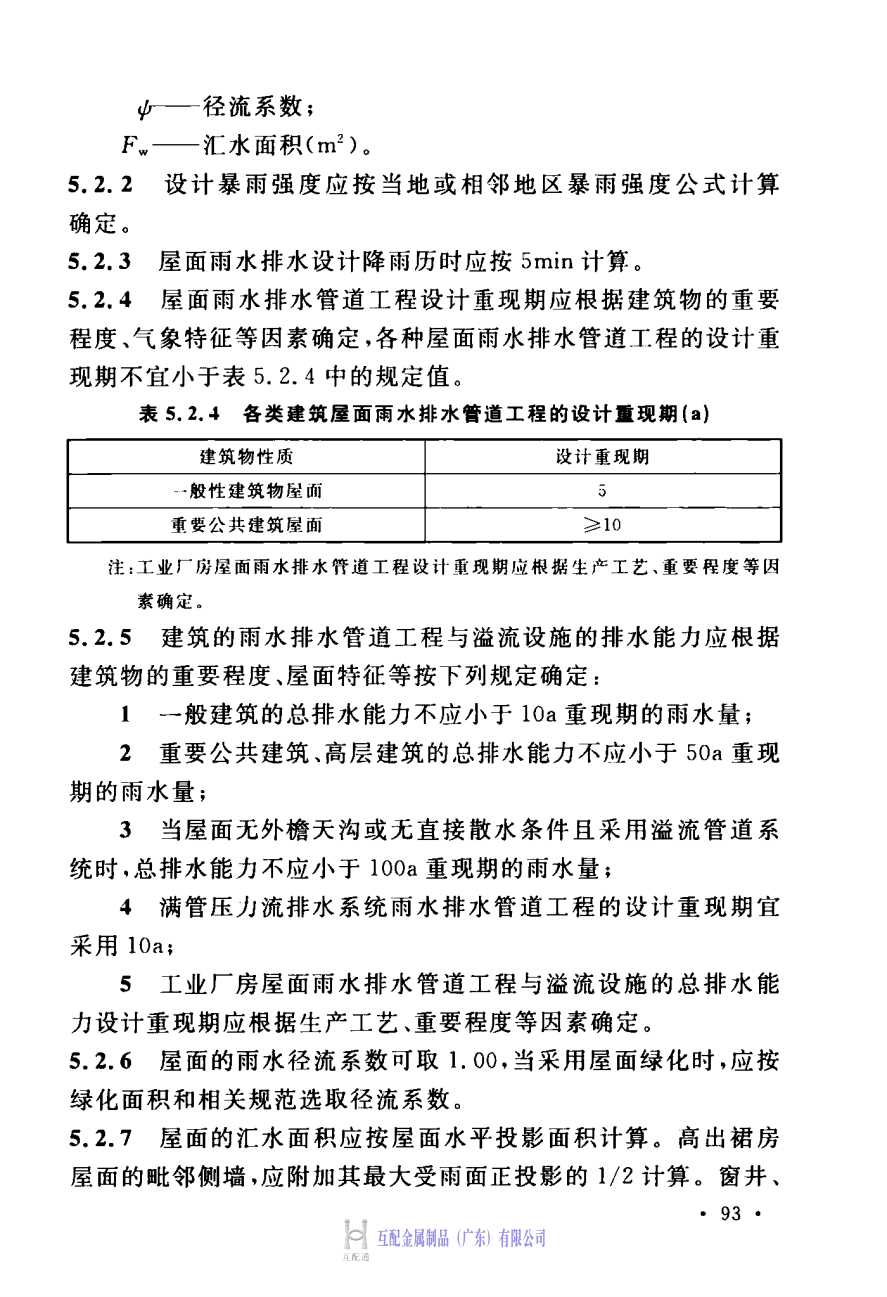 ψ——径流系数；
Fw——汇水面积(m²)。
5.2.2 设计暴雨强度应按当地或相邻地区暴雨强度公式计算
确定。
5.2.3 屋面雨水排水设计降雨历时应按 5min 计算。
5.2.4 屋面雨水排水管道工程设计重现期应根据建筑物的重要
程度、气象特征等因素确定,各种屋面雨水排水管道工程的设计重
现期不宜小于表 5.2.4 中的规定值。
表 5.2.4 各类建筑屋面雨水排水管道工程的设计重现期(a)
建筑物性质 设计重现期
一般性建筑物屋面 5
重要公共建筑屋面 ≥10
注:工业厂房屋面雨水排水管道工程设计重现期应根据生产工艺、重要程度等因
素确定。
5.2.5 建筑的雨水排水管道工程与溢流设施的排水能力应根据
建筑物的重要程度、屋面特征等按下列规定确定：
1 一般建筑的总排水能力不应小于 10a 重现期的雨水量；
2 重要公共建筑、高层建筑的总排水能力不应小于 50a 重现
期的雨水量；
3 当屋面无外檐天沟或无直接散水条件且采用溢流管道系
统时,总排水能力不应小于 100a 重现期的雨水量；
4 满管压力流排水系统雨水排水管道工程的设计重现期宜
采用 10a；
5 工业厂房屋面雨水排水管道工程与溢流设施的总排水能
力设计重现期应根据生产工艺、重要程度等因素确定。
5.2.6 屋面的雨水径流系数可取 1.00,当采用屋面绿化时,应按
绿化面积和相关规范选取径流系数。
5.2.7 屋面的汇水面积应按屋面水平投影面积计算。高出裙房
屋面的毗邻侧墙,应附加其最大受雨面正投影的 1/2 计算。窗井、
· 93 ·
互配金属制品（广东）有限公司
互配通